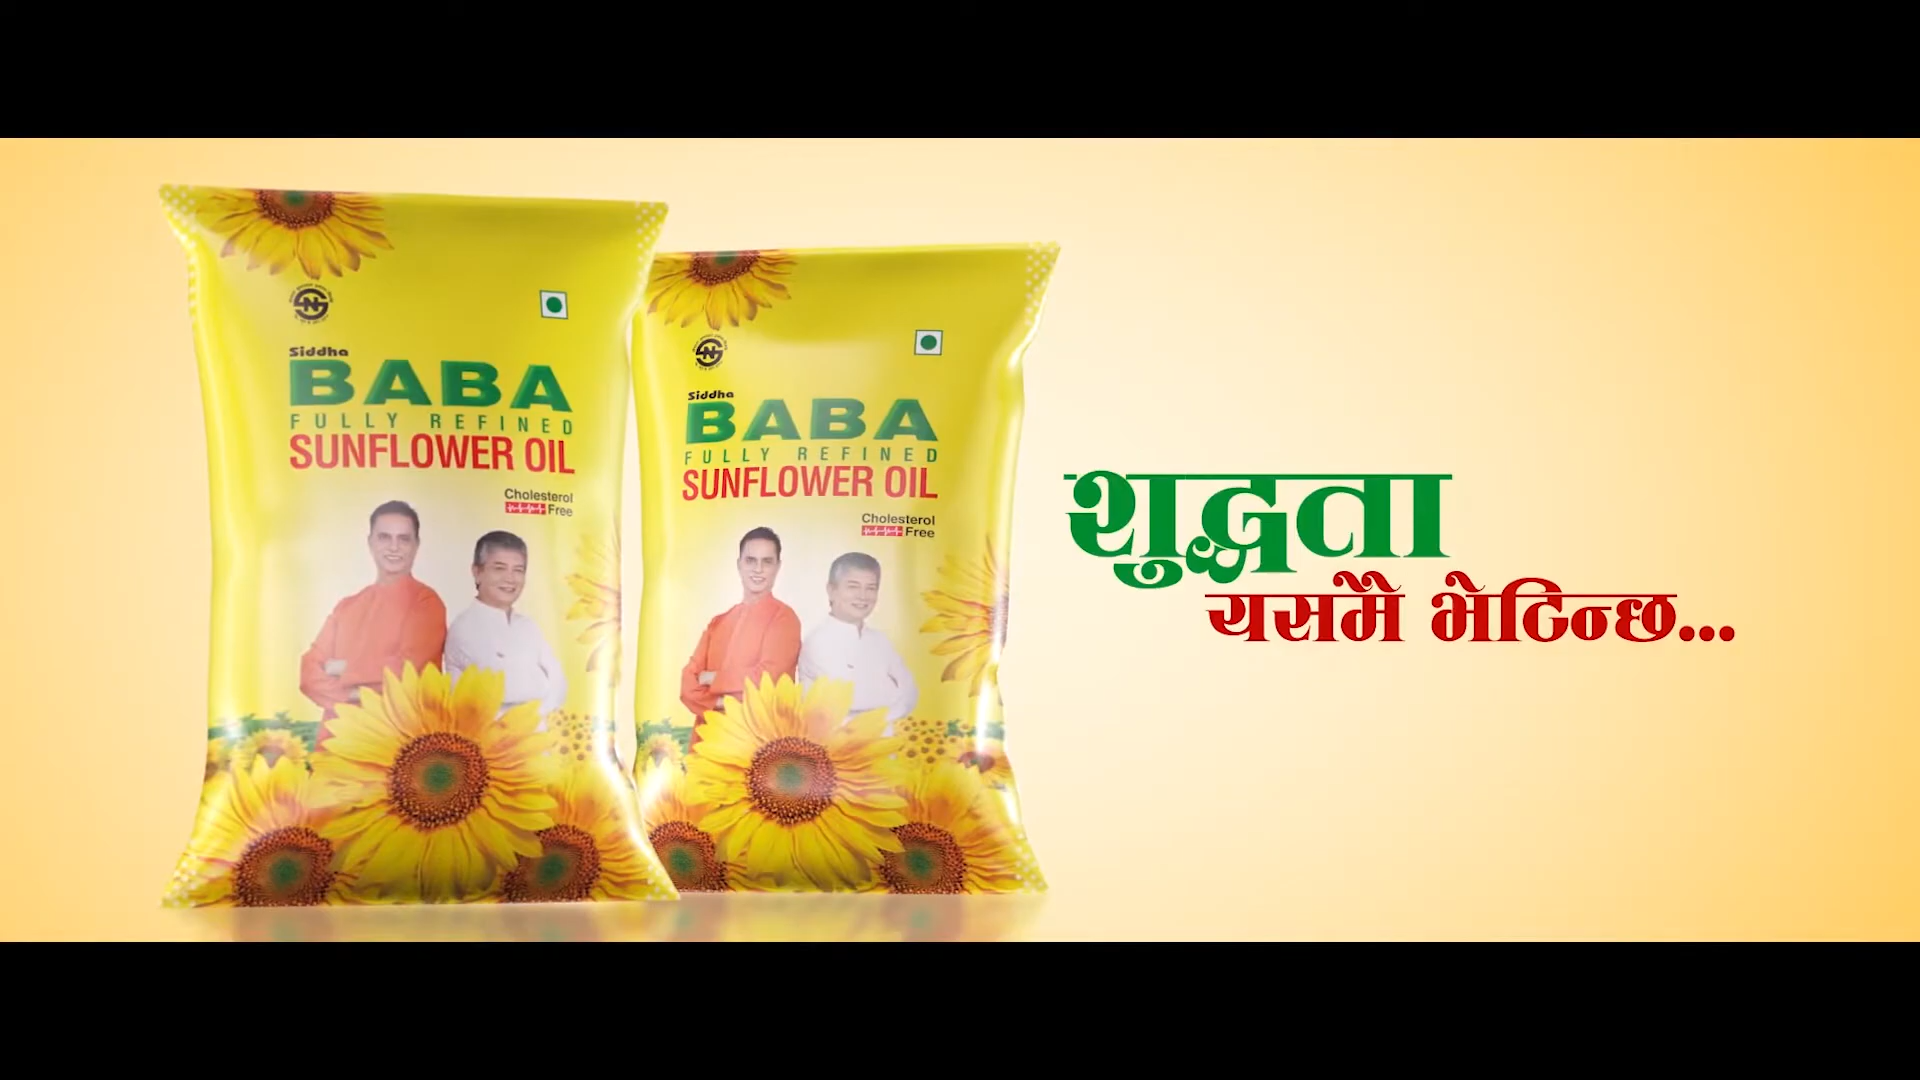 Siddha
BABA
FULLY REFINED
SUNFLOWER OIL
Cholesterol
Free
Siddha
BABA
FULLY REFINED
SUNFLOWER OIL
Cholesterol
Free
शुद्धता
यसमै भेटिन्छ...